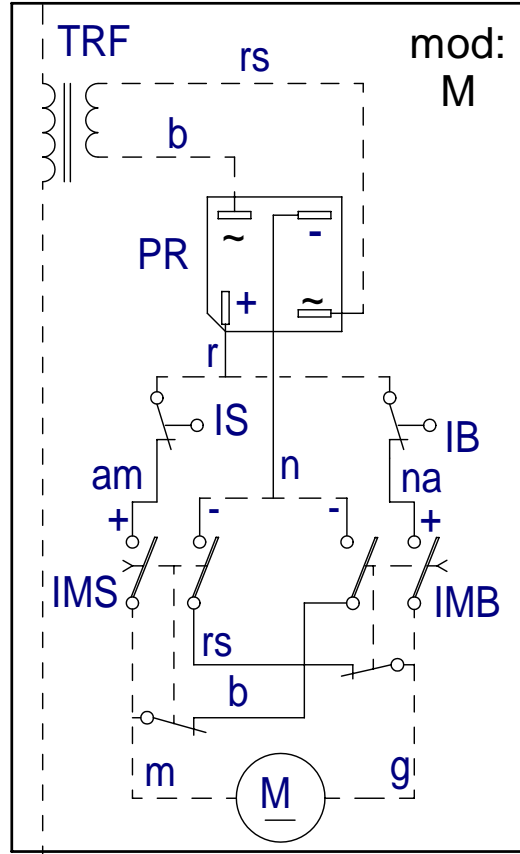 TRF
rs
mod:
M
b
~
-
PR
+
~
r
IS
IB
am
n
na
+
-
-
+
IMS
IMB
rs
b
m
g
M